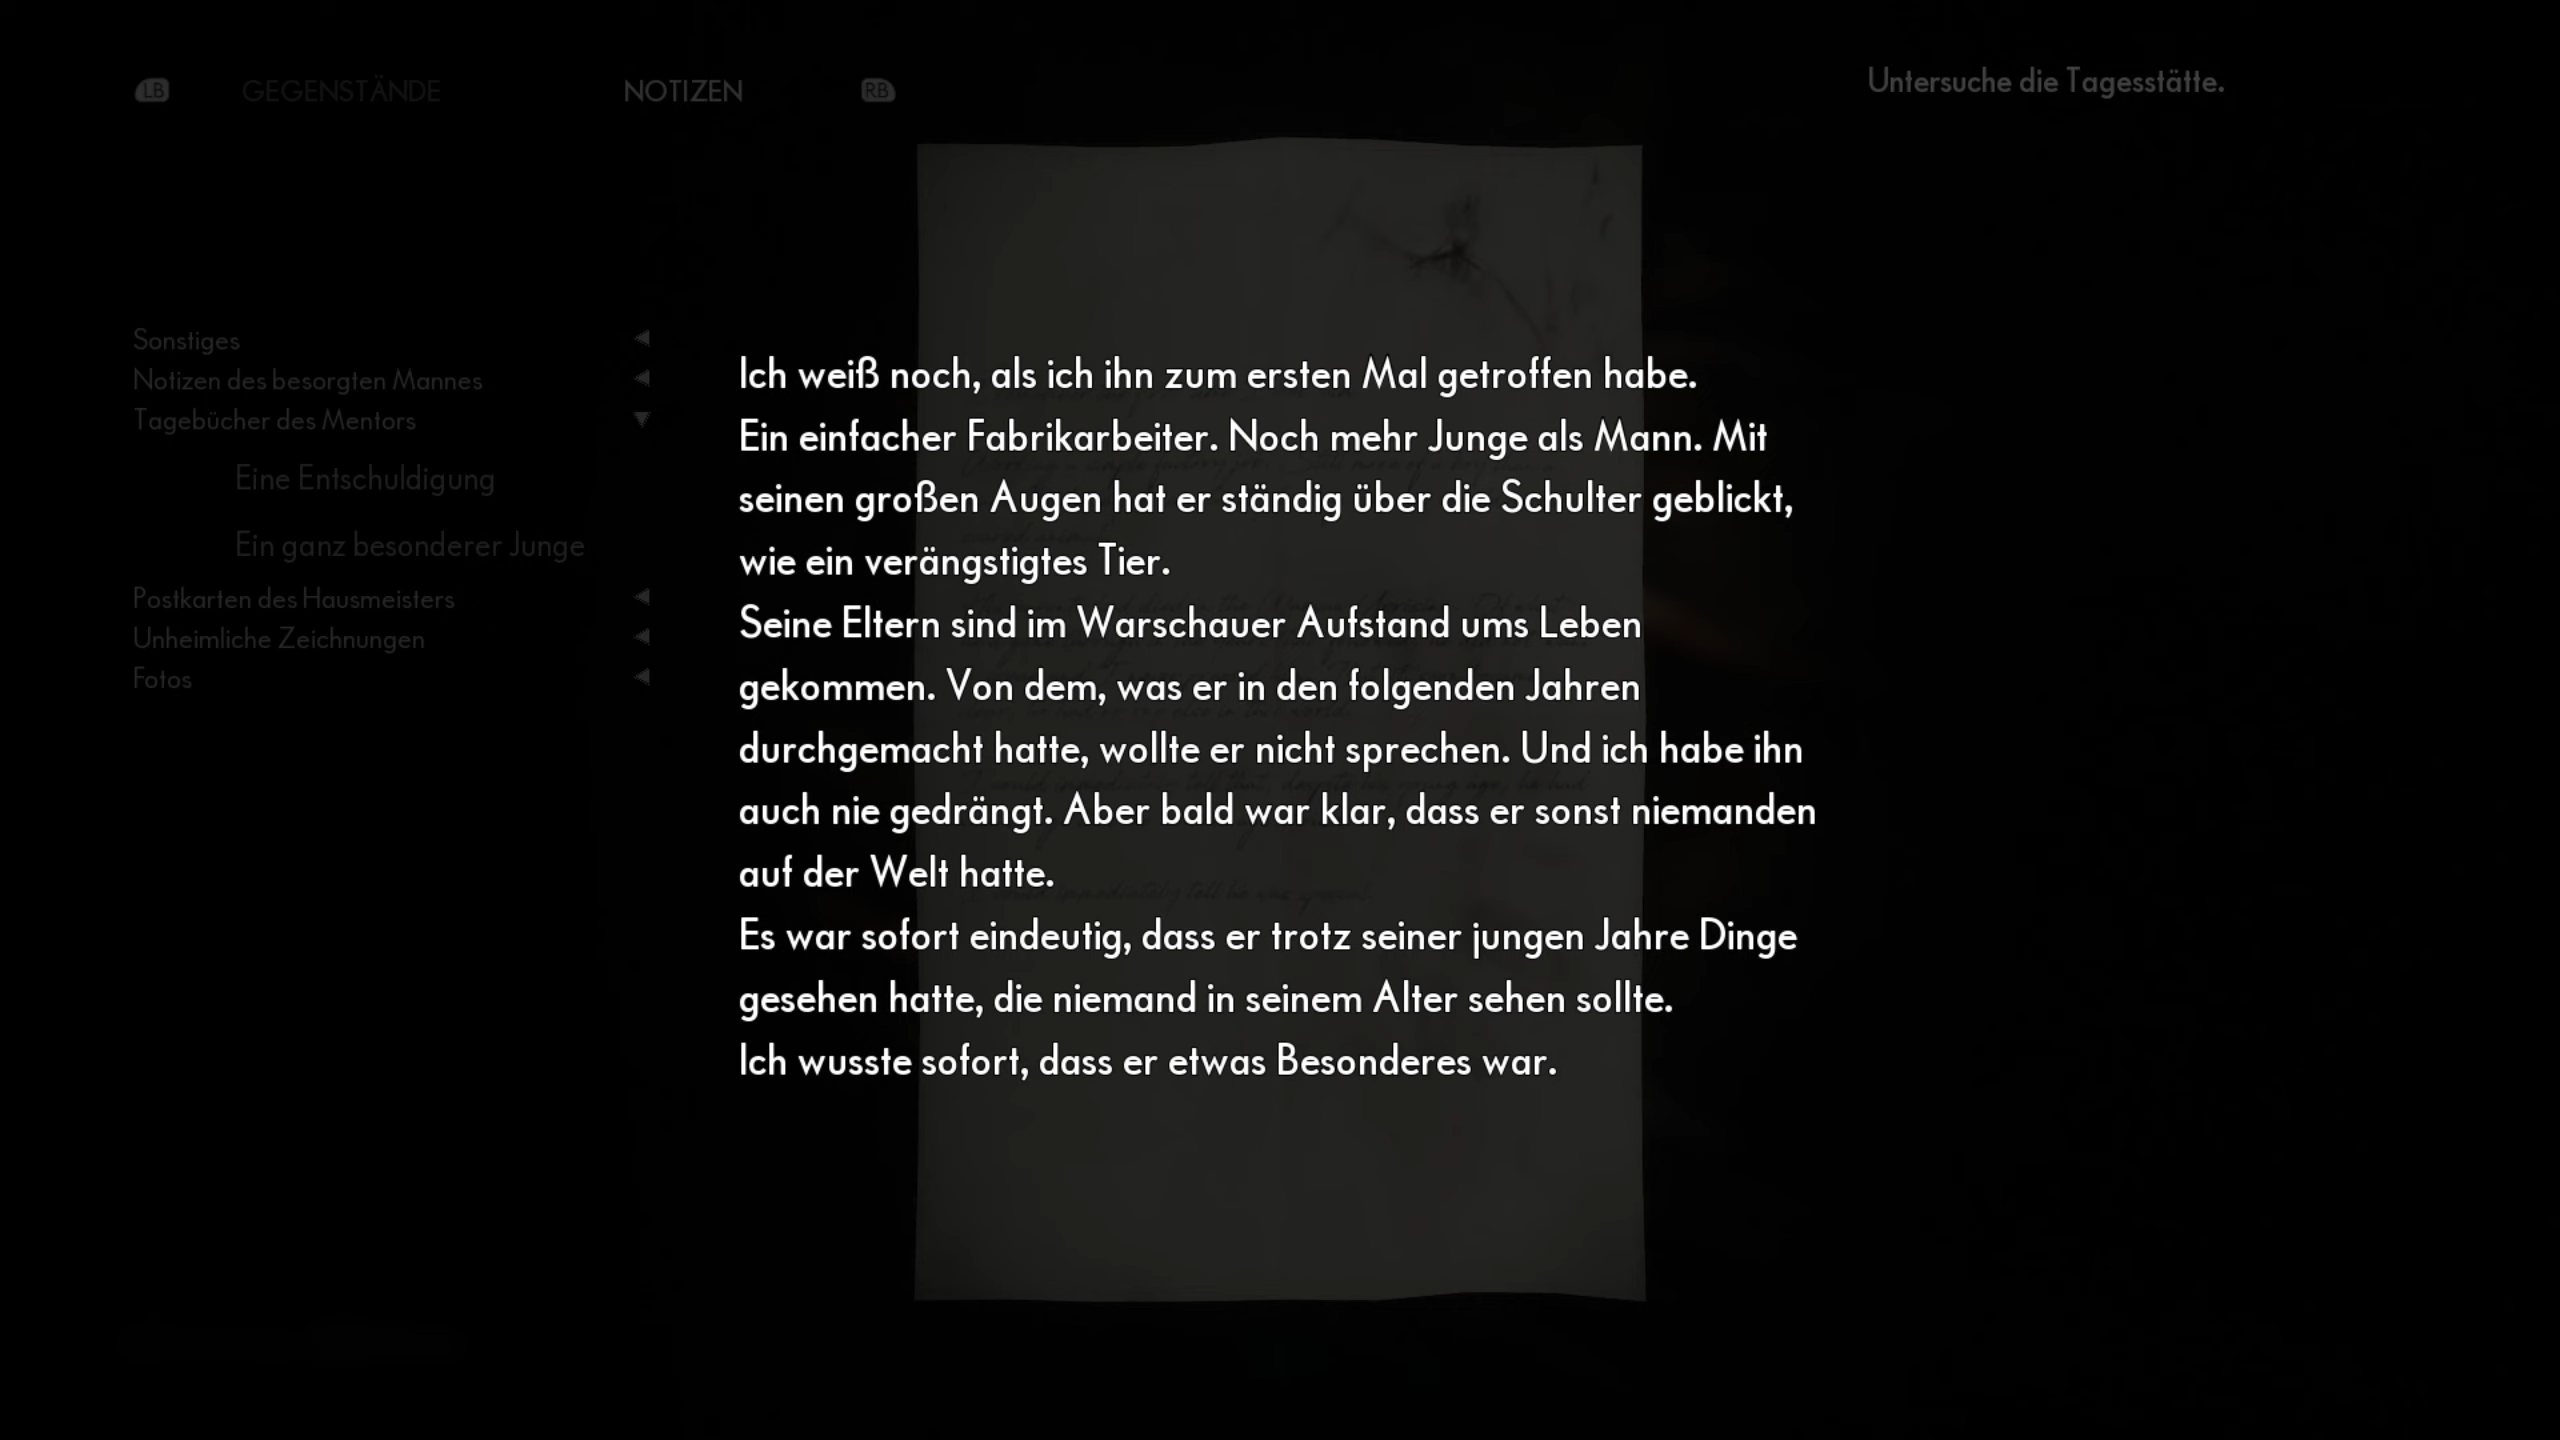 LB GEGENSTÄNDE NOTIZEN RB
Untersuche die Tagesstätte.
Sonstiges
Notizen des besorgten Mannes
Tagebücher des Mentors
Eine Entschuldigung
Ein ganz besonderer Junge
Postkarten des Hausmeisters
Unheimliche Zeichnungen
Fotos
Ich weiß noch, als ich ihn zum ersten Mal getroffen habe.
Ein einfacher Fabrikarbeiter. Noch mehr Junge als Mann. Mit
seinen großen Augen hat er ständig über die Schulter geblickt,
wie ein verängstigtes Tier.
Seine Eltern sind im Warschauer Aufstand ums Leben
gekommen. Von dem, was er in den folgenden Jahren
durchgemacht hatte, wollte er nicht sprechen. Und ich habe ihn
auch nie gedrängt. Aber bald war klar, dass er sonst niemanden
auf der Welt hatte.
Es war sofort eindeutig, dass er trotz seiner jungen Jahre Dinge
gesehen hatte, die niemand in seinem Alter sehen sollte.
Ich wusste sofort, dass er etwas Besonderes war.